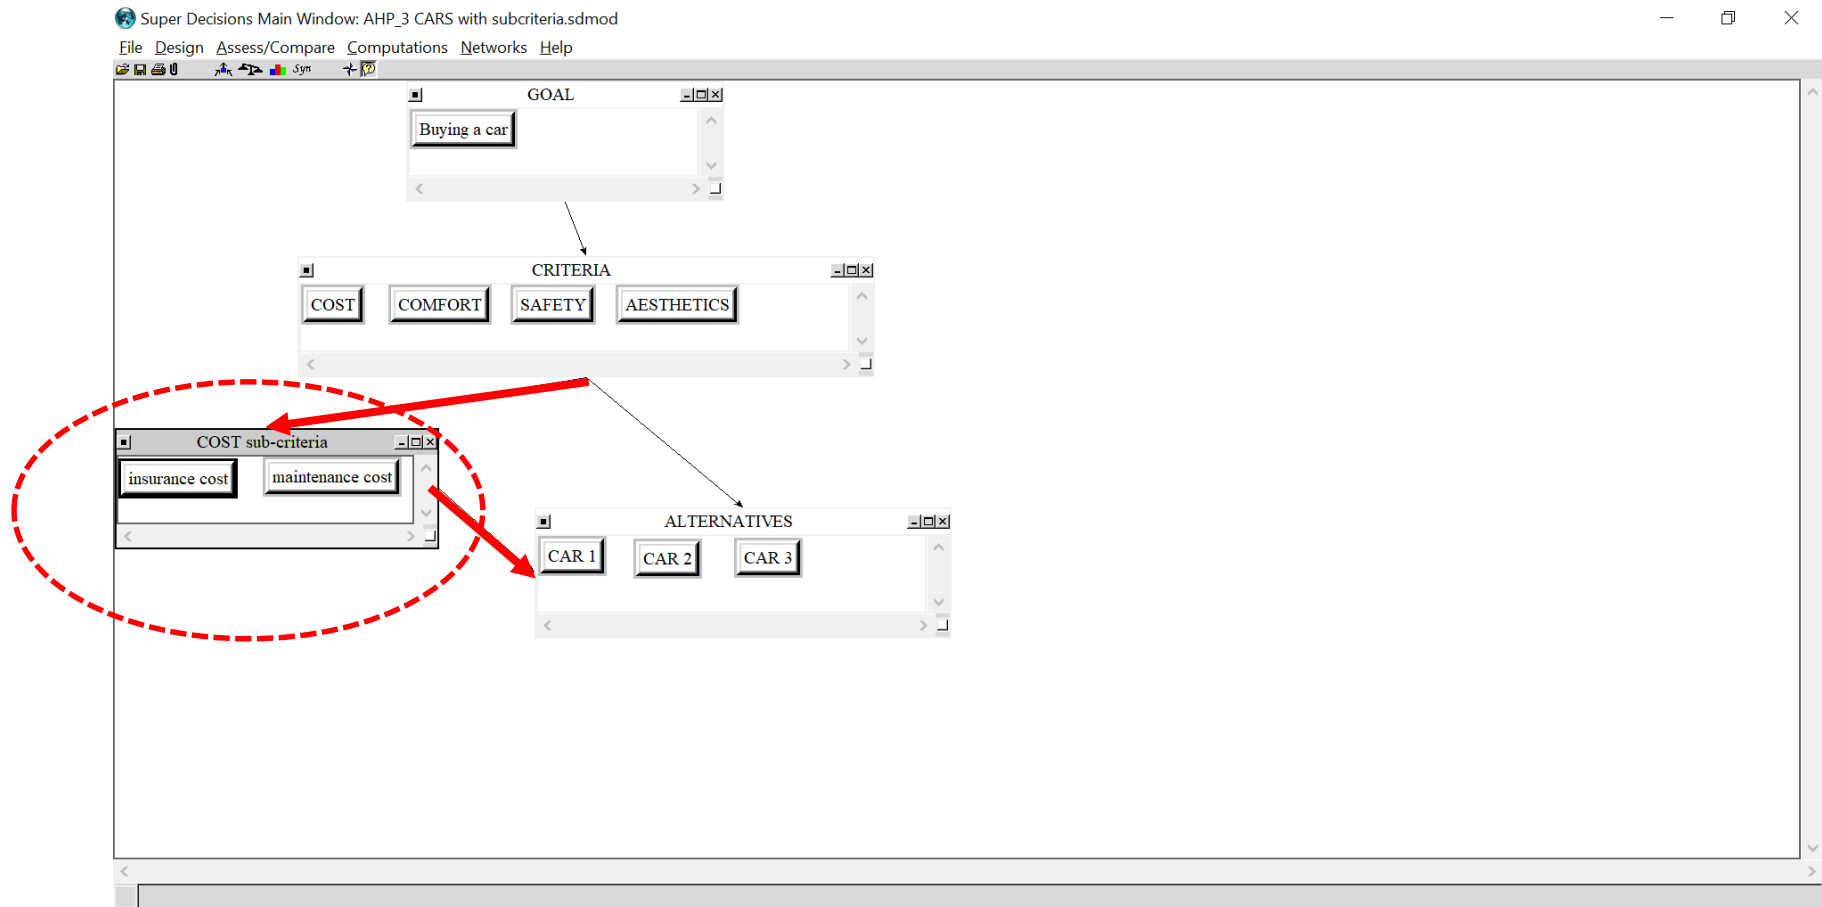 Super Decisions Main Window: AHP_3 CARS with subcriteria.sdmod
File Design Assess/Compare Computations Networks Help
Syn
GOAL
Buying a car
CRITERIA
COST COMFORT SAFETY AESTHETICS
COST sub-criteria
insurance cost maintenance cost
ALTERNATIVES
CAR 1 CAR 2 CAR 3